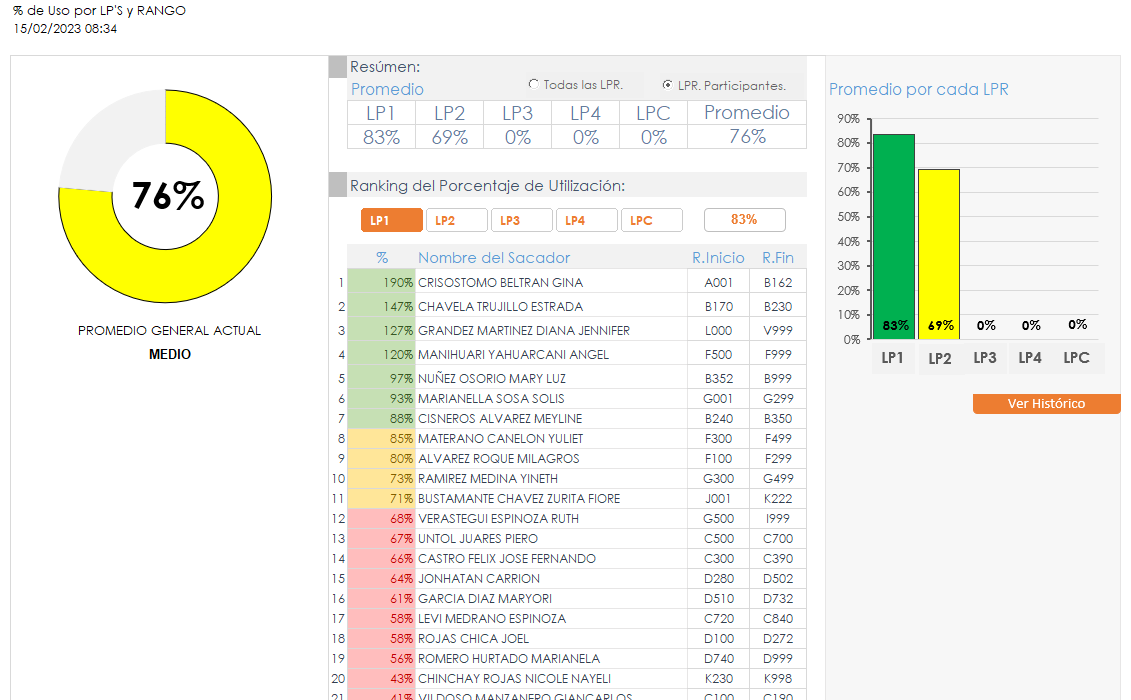 % de Uso por LP'S y RANGO
15/02/2023 08:34
76%
PROMEDIO GENERAL ACTUAL
MEDIO
Resúmen:
Promedio
Todas las LPR.
LPR. Participantes.
LP1 LP2 LP3 LP4 LPC Promedio
83% 69% 0% 0% 0% 76%
Ranking del Porcentaje de Utilización:
LP1 LP2 LP3 LP4 LPC 83%
% Nombre del Sacador R.Inicio R.Fin
1 190% CRISOSTOMO BELTRAN GINA A001 B162
2 147% CHAVELA TRUJILLO ESTRADA B170 B230
3 127% GRANDEZ MARTINEZ DIANA JENNIFER L000 V999
4 120% MANIHUARI YAHUARCANI ANGEL F500 F999
5 97% NUÑEZ OSORIO MARY LUZ B352 B999
6 93% MARIANELLA SOSA SOLIS G001 G299
7 88% CISNEROS ALVAREZ MEYLINE B240 B350
8 85% MATERANO CANELON YULIET F300 F499
9 80% ALVAREZ ROQUE MILAGROS F100 F299
10 73% RAMIREZ MEDINA YINETH G300 G499
11 71% BUSTAMANTE CHAVEZ ZURITA FIORE J001 K222
12 68% VERASTEGUI ESPINOZA RUTH G500 I999
13 67% UNTOL JUARES PIERO C500 C700
14 66% CASTRO FELIX JOSE FERNANDO C300 C390
15 64% JONHATAN CARRION D280 D502
16 61% GARCIA DIAZ MARYORI D510 D732
17 58% LEVI MEDRANO ESPINOZA C720 C840
18 58% ROJAS CHICA JOEL D100 D272
19 56% ROMERO HURTADO MARIANELA D740 D999
20 43% CHINCHAY ROJAS NICOLE NAYELI K230 K998
21 41% VILDOSO MANZANERO GIANCARLOS C100 C190
Promedio por cada LPR
90%
80%
70%
60%
50%
40%
30%
20%
10%
0%
83% 69% 0% 0% 0%
LP1 LP2 LP3 LP4 LPC
Ver Histórico